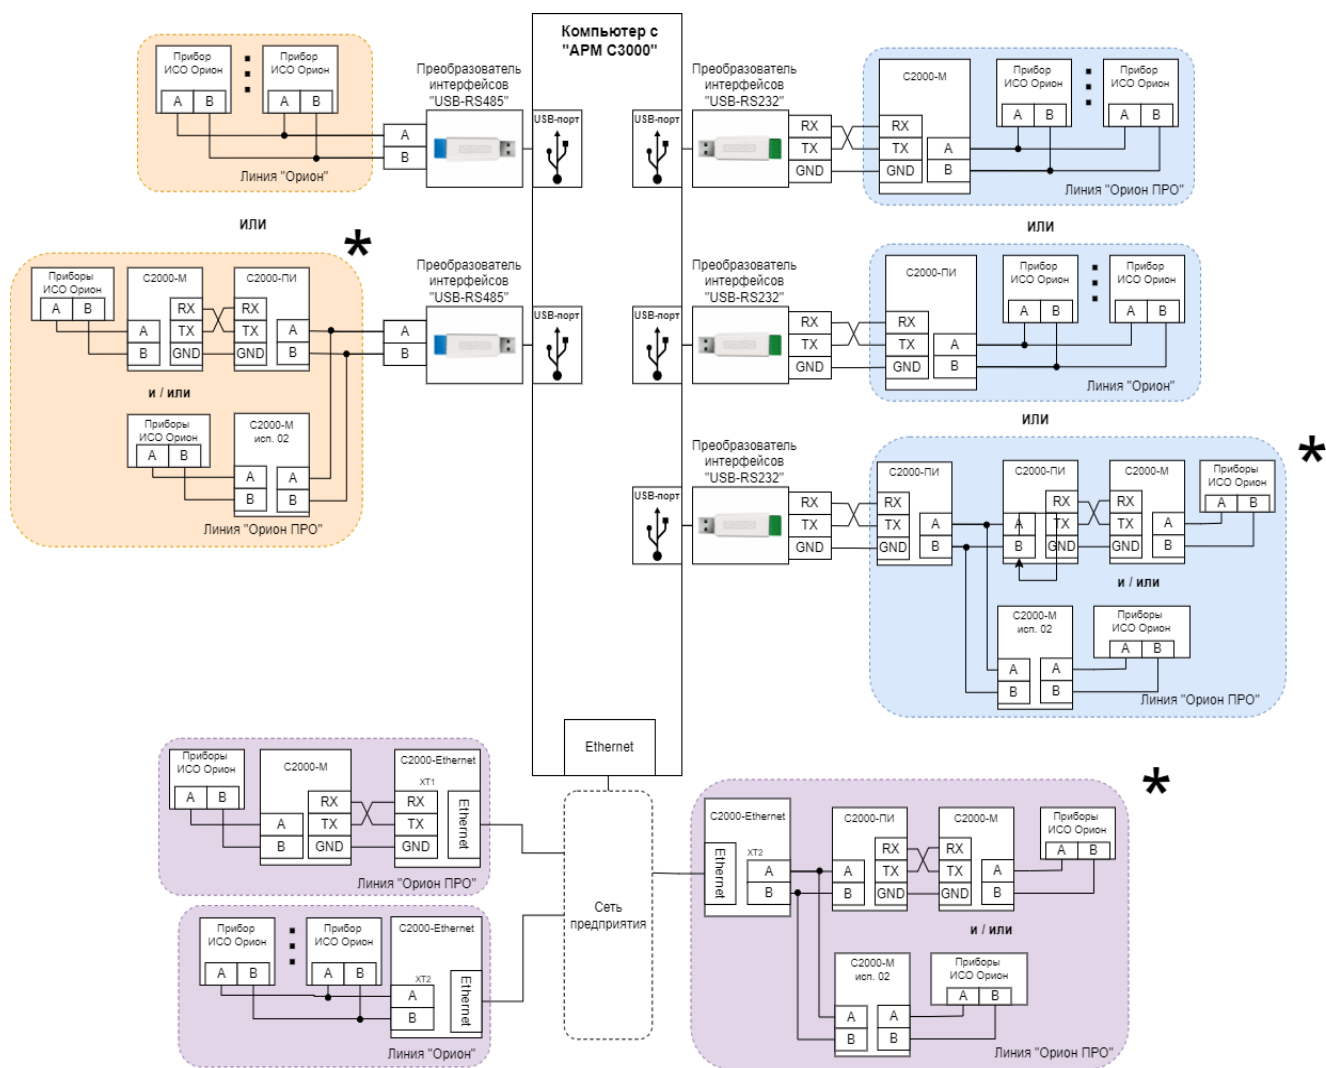 Компьютер с
"АРМ С3000"
Прибор
ИСО Орион
A B
Прибор
ИСО Орион
A B
Линия "Орион"
Преобразователь
интерфейсов
"USB-RS485"
A
B
USB-порт
USB-порт
Преобразователь
интерфейсов
"USB-RS232"
RX
TX
GND
С2000-М
RX
TX
GND
A
B
Прибор
ИСО Орион
A B
Прибор
ИСО Орион
A B
Линия "Орион ПРО"
или
или
*
Приборы
ИСО Орион
A B
С2000-М
A
B
RX
TX
GND
С2000-ПИ
RX
TX
GND
A
B
и / или
Приборы
ИСО Орион
A B
С2000-М
исп. 02
A
B
A
B
Линия "Орион ПРО"
Преобразователь
интерфейсов
"USB-RS485"
A
B
USB-порт
USB-порт
Преобразователь
интерфейсов
"USB-RS232"
RX
TX
GND
С2000-ПИ
RX
TX
GND
A
B
Прибор
ИСО Орион
A B
Прибор
ИСО Орион
A B
Линия "Орион"
или
*
USB-порт
Преобразователь
интерфейсов
"USB-RS232"
RX
TX
GND
С2000-ПИ
RX
TX
GND
A
B
С2000-ПИ
A
B
RX
TX
GND
С2000-М
RX
TX
GND
A
B
Приборы
ИСО Орион
A B
и / или
С2000-М
исп. 02
A
B
A
B
Приборы
ИСО Орион
A B
Линия "Орион ПРО"
Ethernet
Сеть
предприятия
Приборы
ИСО Орион
A B
С2000-М
A
B
RX
TX
GND
С2000-Ethernet
XT1
RX
TX
GND
Ethernet
Линия "Орион ПРО"
Прибор
ИСО Орион
A B
Прибор
ИСО Орион
A B
С2000-Ethernet
XT2
A
B
Ethernet
Линия "Орион"
*
С2000-Ethernet
Ethernet
XT2
A
B
С2000-ПИ
A
B
RX
TX
GND
С2000-М
RX
TX
GND
A
B
Приборы
ИСО Орион
A B
и / или
С2000-М
исп. 02
A
B
A
B
Приборы
ИСО Орион
A B
Линия "Орион ПРО"